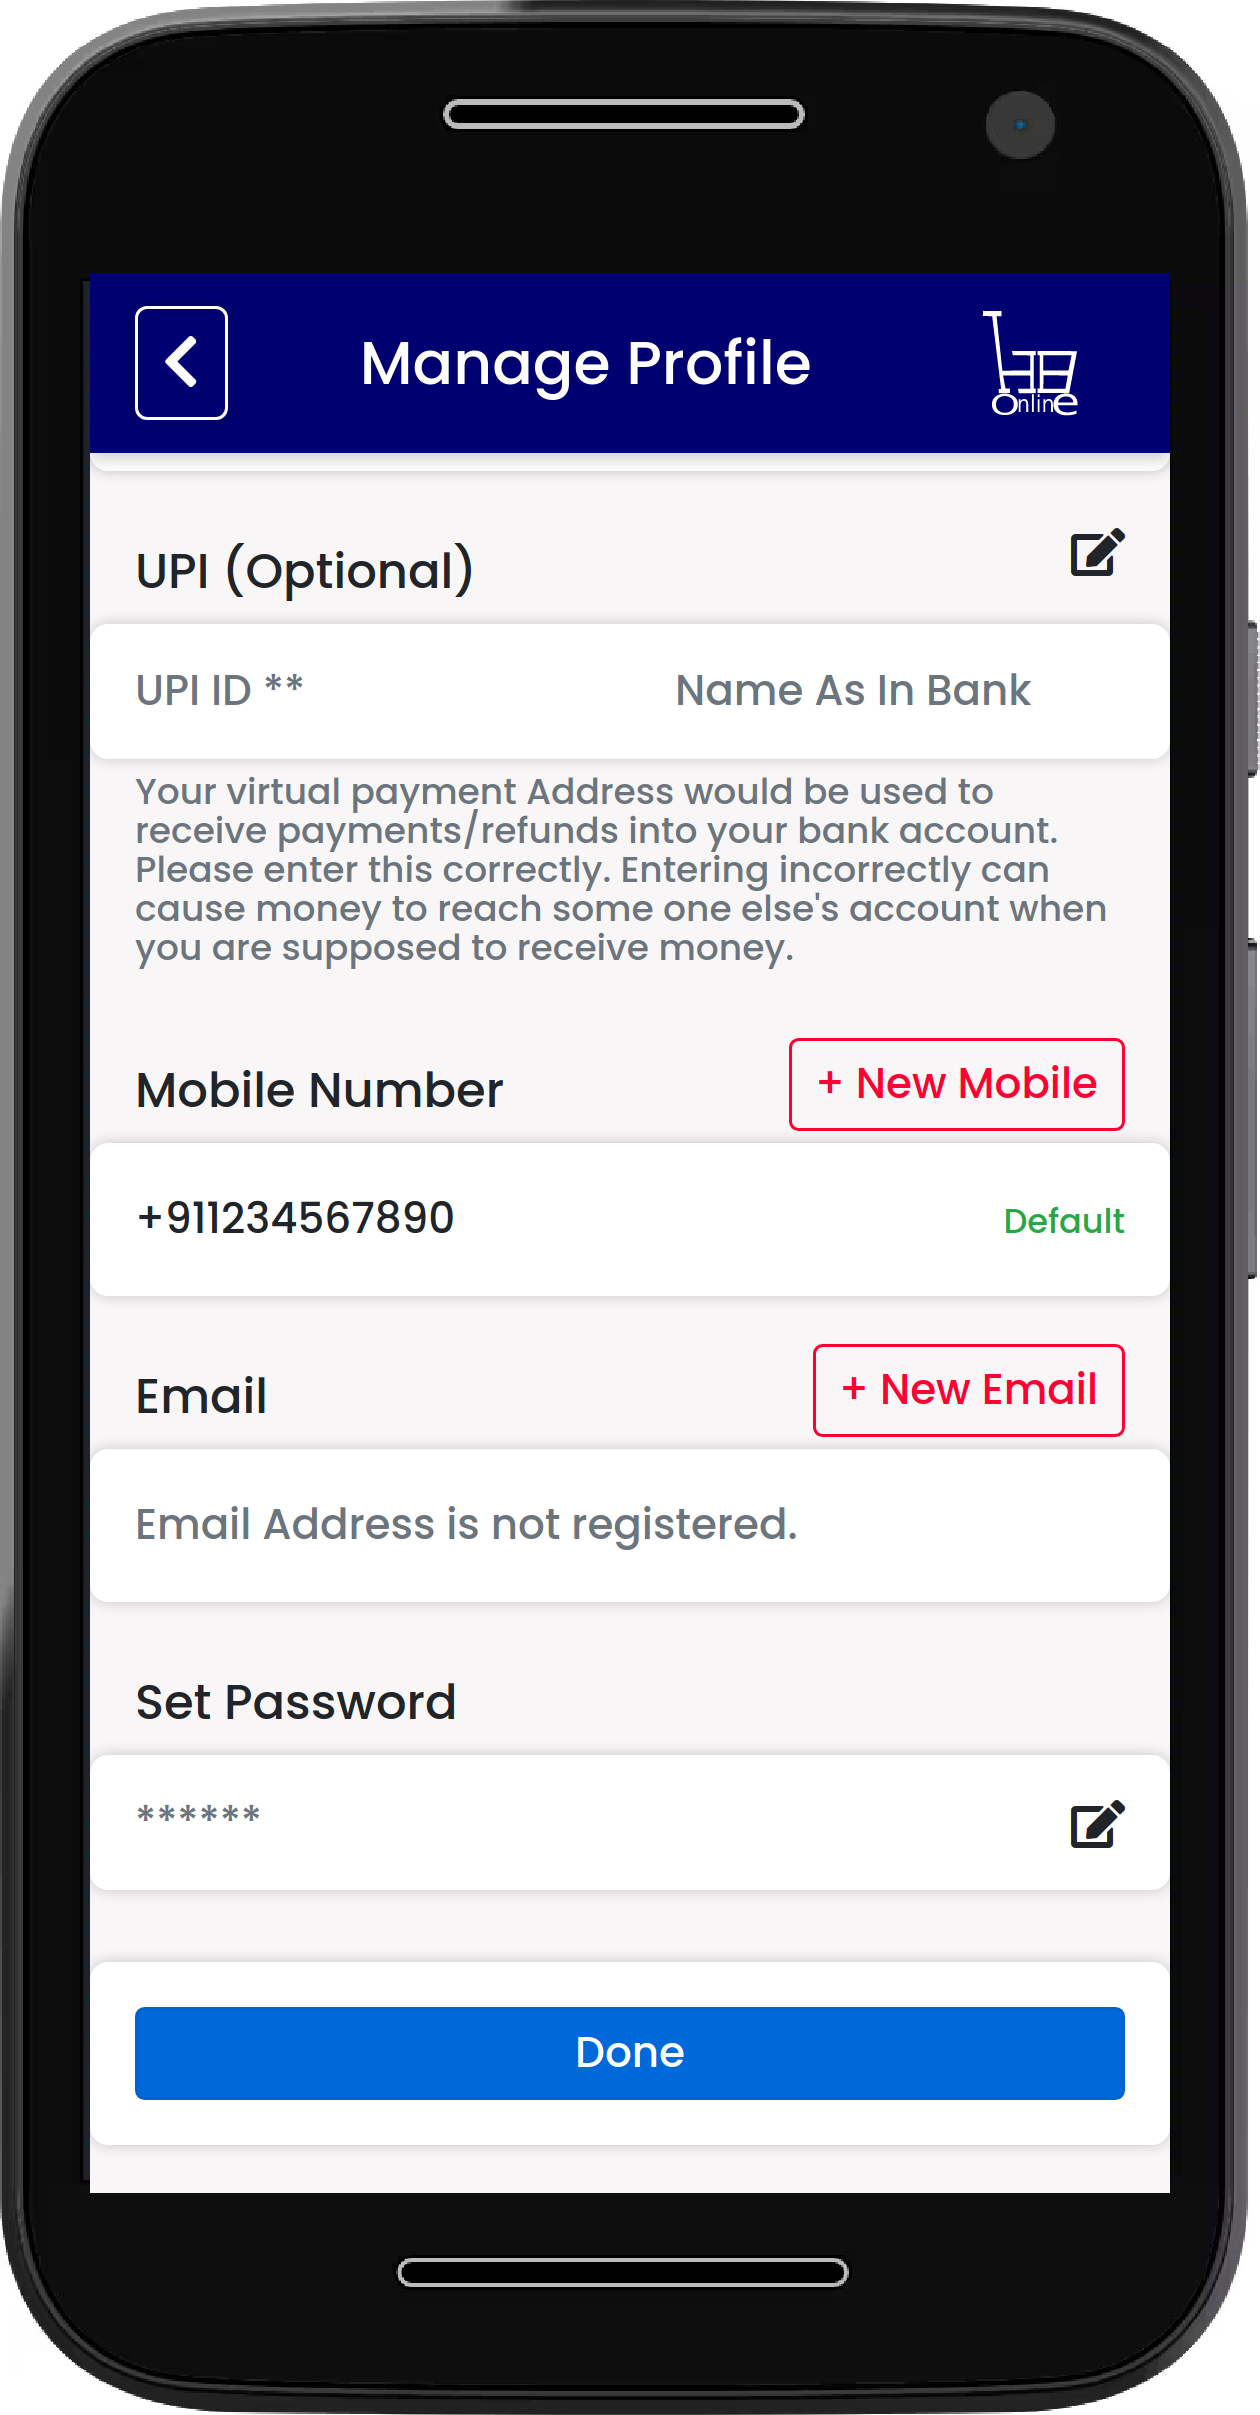 Manage Profile
Online
UPI (Optional)
UPI ID **
Name As In Bank
Your virtual payment Address would be used to
receive payments/refunds into your bank account.
Please enter this correctly. Entering incorrectly can
cause money to reach some one else's account when
you are supposed to receive money.
Mobile Number
+ New Mobile
+911234567890
Default
Email
+ New Email
Email Address is not registered.
Set Password
******
Done